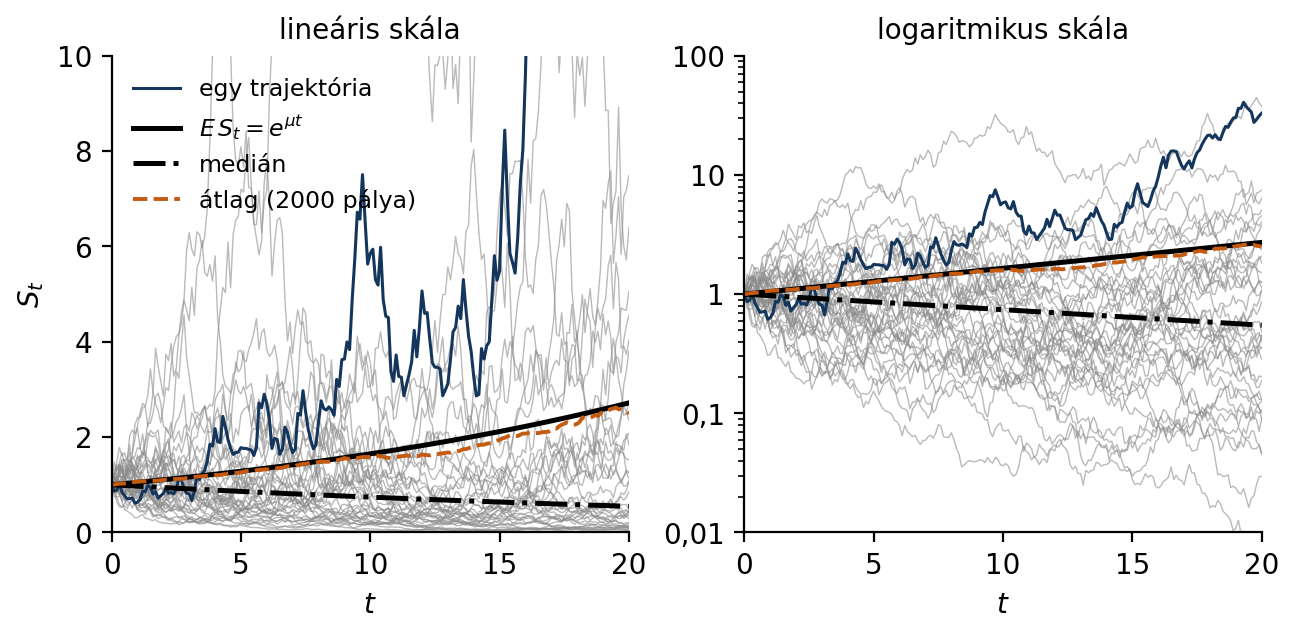 lineáris skála
10
8
6
4
2
0
S_t
egy trajektória
E S_t = e^{μt}
medián
átlag (2000 pálya)
0 5 10 15 20
t
logaritmikus skála
100
10
1
0,1
0,01
0 5 10 15 20
t